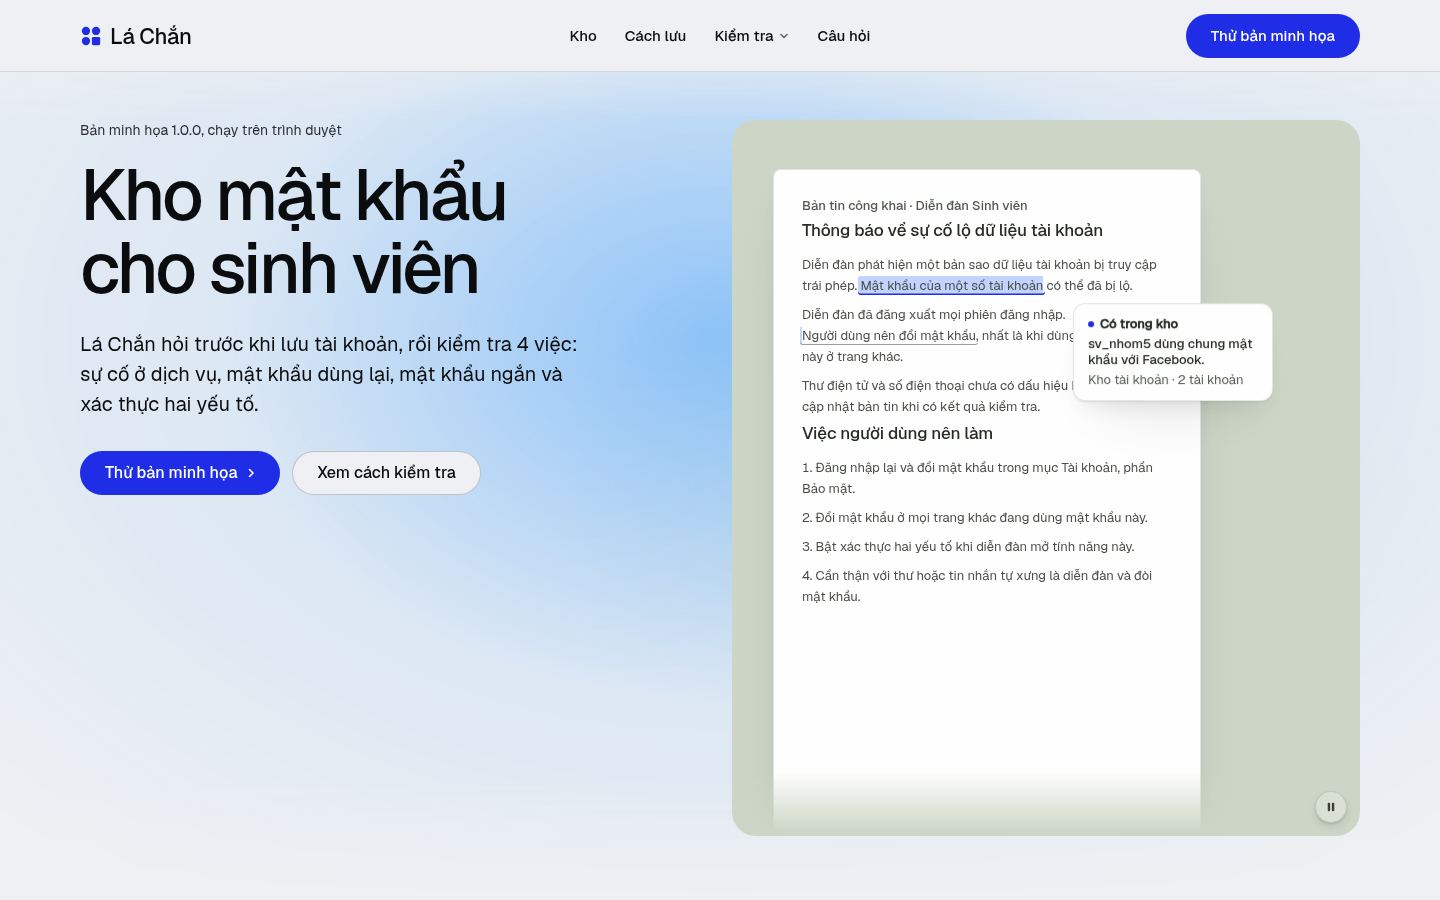 Lá Chắn
Kho
Cách lưu
Kiểm tra
Câu hỏi
Thử bản minh họa
Bản minh họa 1.0.0, chạy trên trình duyệt
Kho mật khẩu
cho sinh viên
Lá Chắn hỏi trước khi lưu tài khoản, rồi kiểm tra 4 việc:
sự cố ở dịch vụ, mật khẩu dùng lại, mật khẩu ngắn và
xác thực hai yếu tố.
Thử bản minh họa
Xem cách kiểm tra
Bản tin công khai · Diễn đàn Sinh viên
Thông báo về sự cố lộ dữ liệu tài khoản
Diễn đàn phát hiện một bản sao dữ liệu tài khoản bị truy cập
trái phép. Mật khẩu của một số tài khoản có thể đã bị lộ.
Diễn đàn đã đăng xuất mọi phiên đăng nhập.
Người dùng nên đổi mật khẩu, nhất là khi dùng
này ở trang khác.
Thư điện tử và số điện thoại chưa có dấu hiệu
cập nhật bản tin khi có kết quả kiểm tra.
Có trong kho
sv_nhom5 dùng chung mật
khẩu với Facebook.
Kho tài khoản · 2 tài khoản
Việc người dùng nên làm
1. Đăng nhập lại và đổi mật khẩu trong mục Tài khoản, phần
Bảo mật.
2. Đổi mật khẩu ở mọi trang khác đang dùng mật khẩu này.
3. Bật xác thực hai yếu tố khi diễn đàn mở tính năng này.
4. Cẩn thận với thư hoặc tin nhắn tự xưng là diễn đàn và đòi
mật khẩu.